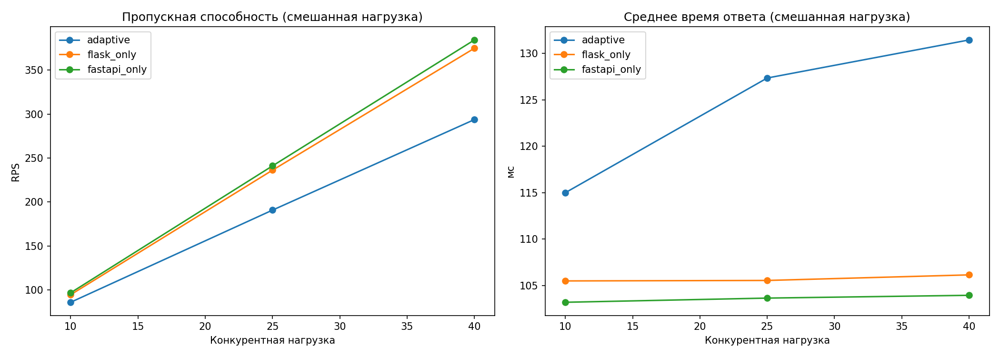 Пропускная способность (смешанная нагрузка)
adaptive
flask_only
fastapi_only
350
300
250
200
150
100
RPS
10 15 20 25 30 35 40
Конкурентная нагрузка
Среднее время ответа (смешанная нагрузка)
adaptive
flask_only
fastapi_only
130
125
120
115
110
105
мс
10 15 20 25 30 35 40
Конкурентная нагрузка